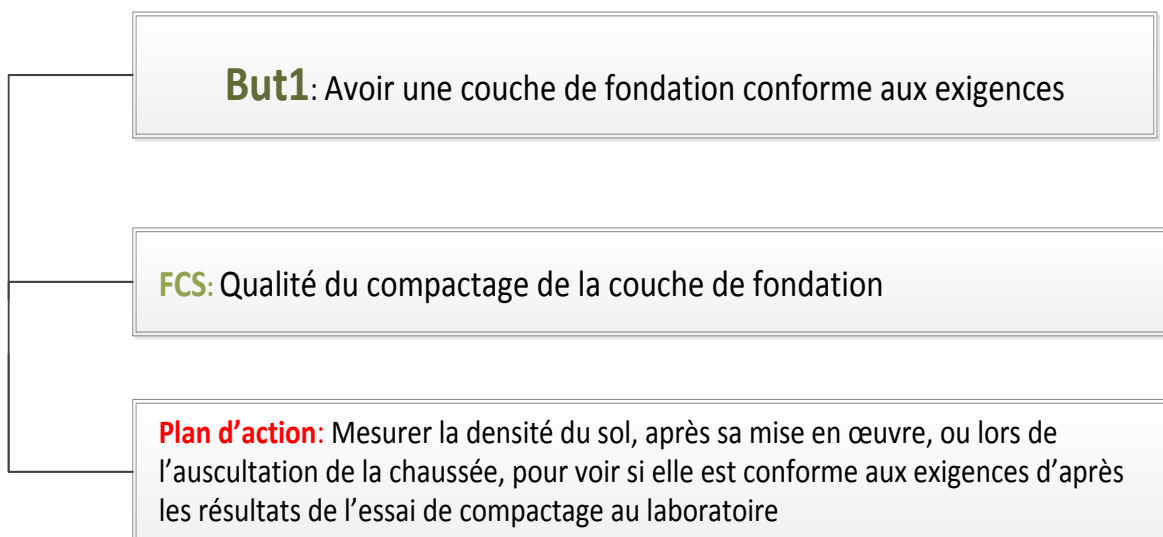 But1: Avoir une couche de fondation conforme aux exigences
FCS: Qualité du compactage de la couche de fondation
Plan d’action: Mesurer la densité du sol, après sa mise en œuvre, ou lors de
l’auscultation de la chaussée, pour voir si elle est conforme aux exigences d’après
les résultats de l’essai de compactage au laboratoire